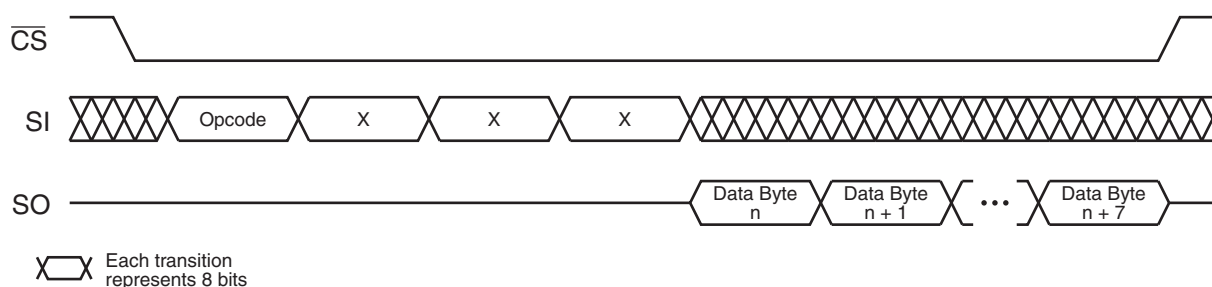 CS
SI
Opcode
X
X
X
SO
Data Byte
n
Data Byte
n + 1
•••
Data Byte
n + 7
Each transition
represents 8 bits